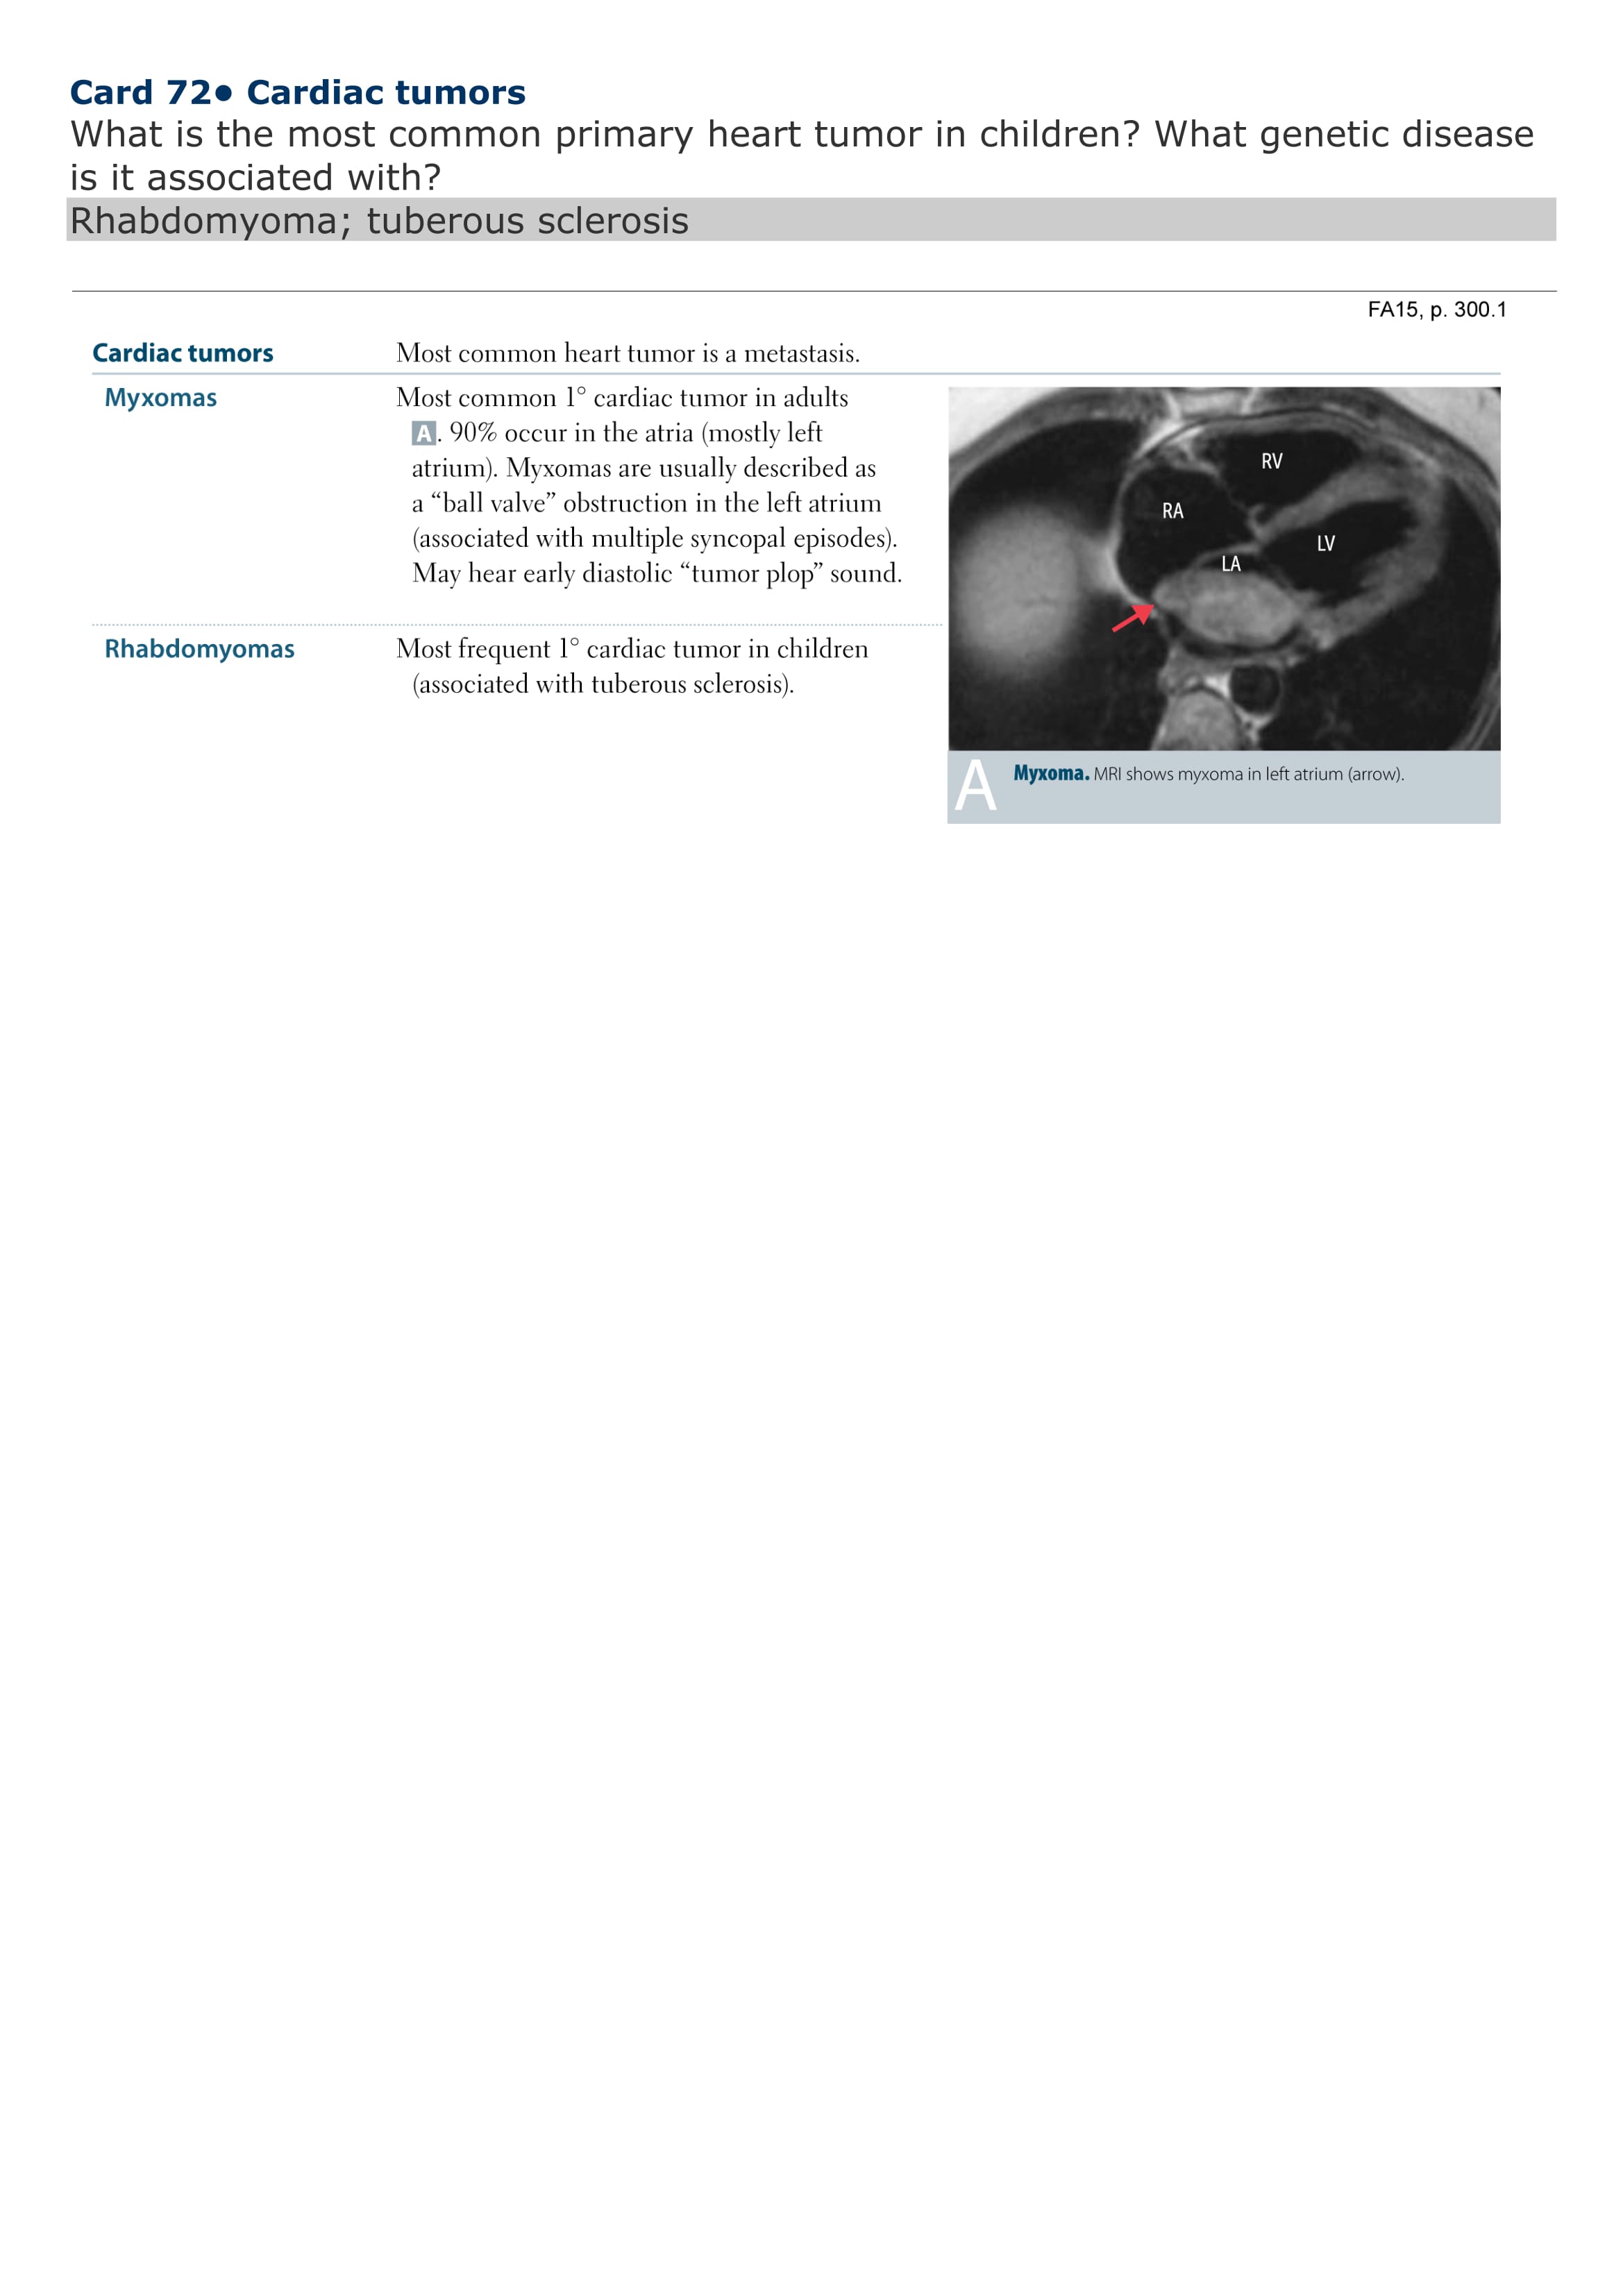 Card 72● Cardiac tumors
What is the most common primary heart tumor in children? What genetic disease
is it associated with?
Rhabdomyoma; tuberous sclerosis
FA15, p. 300.1
Cardiac tumors Most common heart tumor is a metastasis.
Myxomas Most common 1° cardiac tumor in adults
A. 90% occur in the atria (mostly left
atrium). Myxomas are usually described as
a “ball valve” obstruction in the left atrium
(associated with multiple syncopal episodes).
May hear early diastolic “tumor plop” sound.
Rhabdomyomas Most frequent 1° cardiac tumor in children
(associated with tuberous sclerosis).
RV
RA
LV
LA
A Myxoma. MRI shows myxoma in left atrium (arrow).